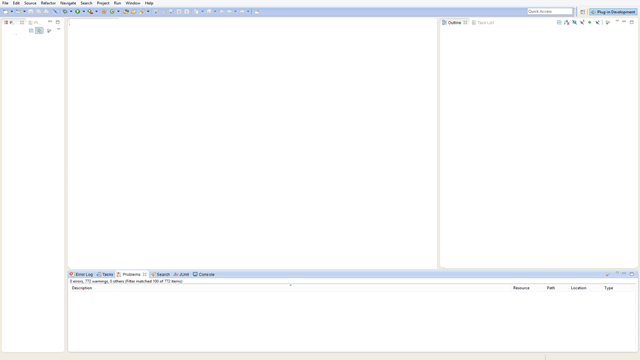 File Edit Source Refactor Navigate Search Project Run Window Help
Quick Access
Plug-in Development
P...
Outline Task List
Error Log Tasks Problems Search JUnit Console
0 errors, 772 warnings, 0 others (Filter matched 100 of 772 items)
Description Resource Path Location Type